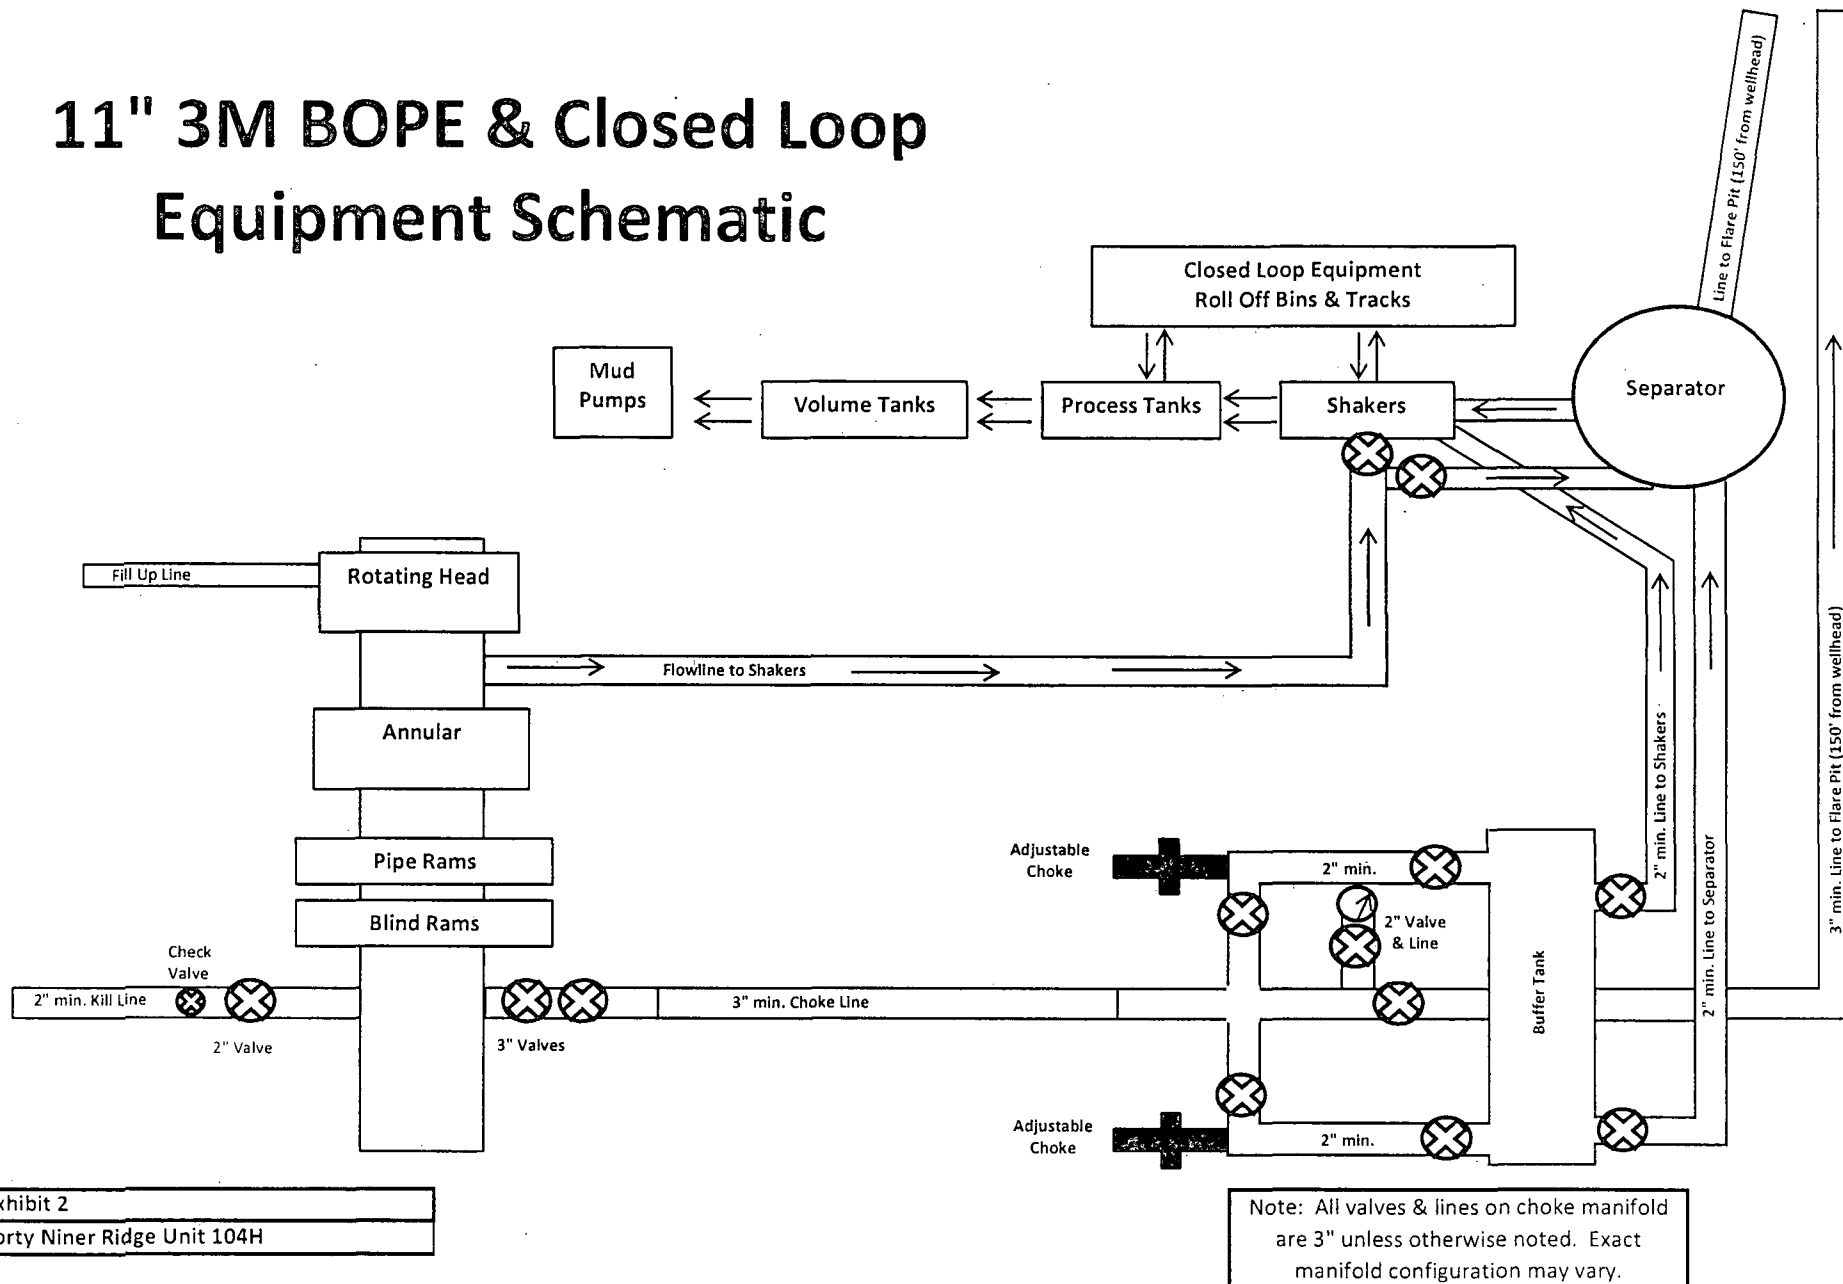 11" 3M BOPE & Closed Loop
Equipment Schematic
Line to Flare Pit (150' from wellhead)
Closed Loop Equipment
Roll Off Bins & Tracks
Mud
Pumps
Volume Tanks
Process Tanks
Shakers
Separator
Fill Up Line
Rotating Head
Flowline to Shakers
Annular
Pipe Rams
Blind Rams
Check
Valve
2" min. Kill Line
2" Valve
3" Valves
3" min. Choke Line
Adjustable
Choke
2" min.
2" Valve
& Line
Buffer Tank
Adjustable
Choke
2" min.
2" min. Line to Shakers
2" min. Line to Separator
3" min. Line to Flare Pit (150' from wellhead)
xhibit 2
orty Niner Ridge Unit 104H
Note: All valves & lines on choke manifold
are 3" unless otherwise noted. Exact
manifold configuration may vary.